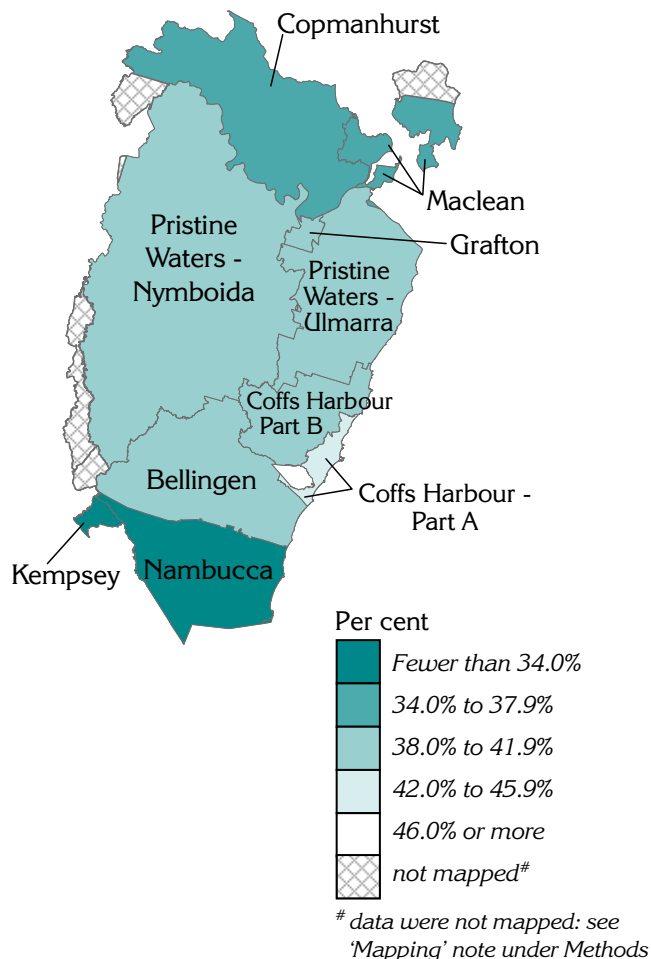 Copmanhurst
Maclean
Grafton
Pristine
Waters -
Nymboida
Pristine
Waters -
Ulmarra
Coffs Harbour
Part B
Bellingen
Coffs Harbour -
Part A
Kempsey
Nambucca
Per cent
Fewer than 34.0%
34.0% to 37.9%
38.0% to 41.9%
42.0% to 45.9%
46.0% or more
not mapped#
# data were not mapped: see
'Mapping' note under Methods